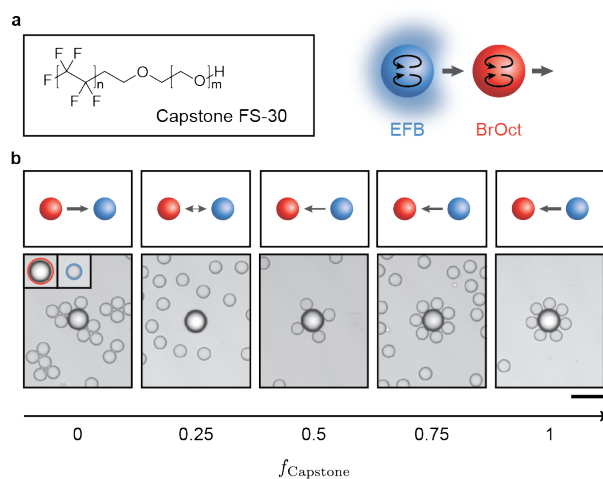 a
F F
F
F
F F
n
O
O
H
m
Capstone FS-30
EFB
BrOct
b
0 0.25 0.5 0.75 1
fCapstone